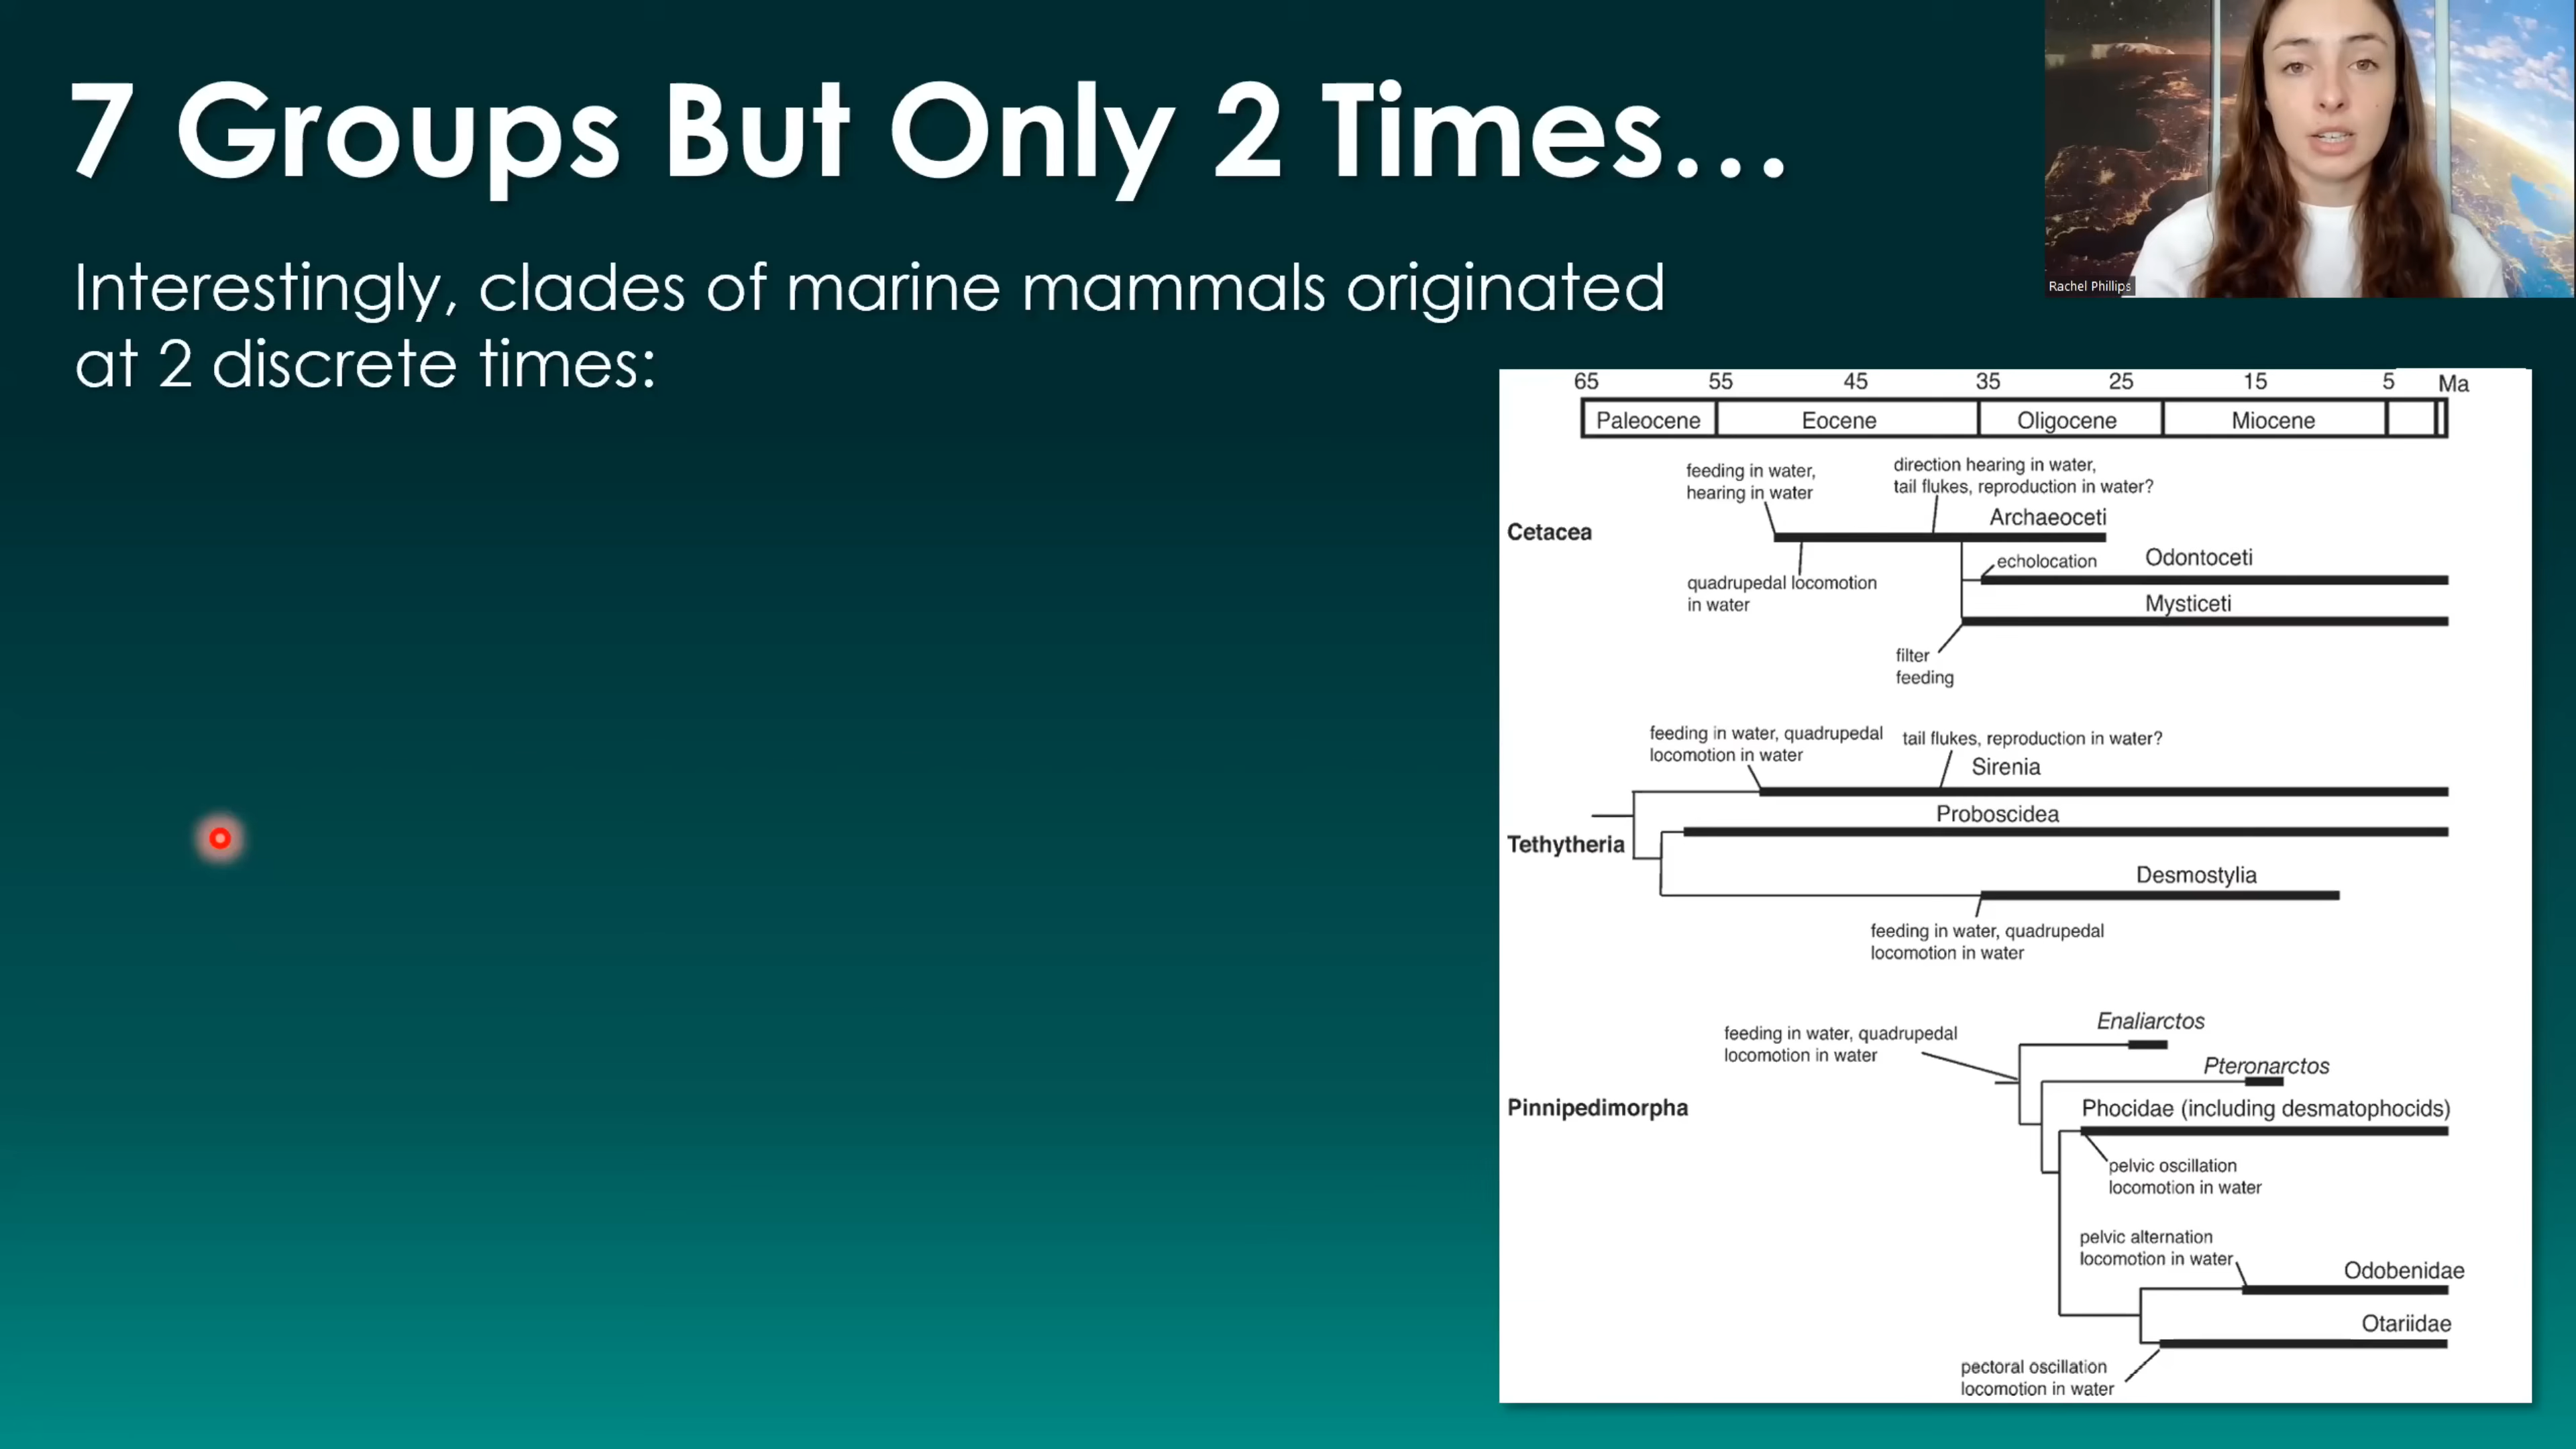 7 Groups But Only 2 Times...
Rachel Phillips
Interestingly, clades of marine mammals originated
at 2 discrete times:
65 55 45 35 25 15 5 Ma
Paleocene Eocene Oligocene Miocene
feeding in water,
hearing in water
direction hearing in water,
tail flukes, reproduction in water?
Archaeoceti
Cetacea
echolocation
Odontoceti
quadrupedal locomotion
in water
Mysticeti
filter
feeding
feeding in water, quadrupedal
locomotion in water
tail flukes, reproduction in water?
Sirenia
Proboscidea
Tethytheria
Desmostylia
feeding in water, quadrupedal
locomotion in water
Enaliarctos
feeding in water, quadrupedal
locomotion in water
Pteronarctos
Pinnipedimorpha
Phocidae (including desmatophocids)
pelvic oscillation
locomotion in water
pelvic alternation
locomotion in water
Odobenidae
Otariidae
pectoral oscillation
locomotion in water